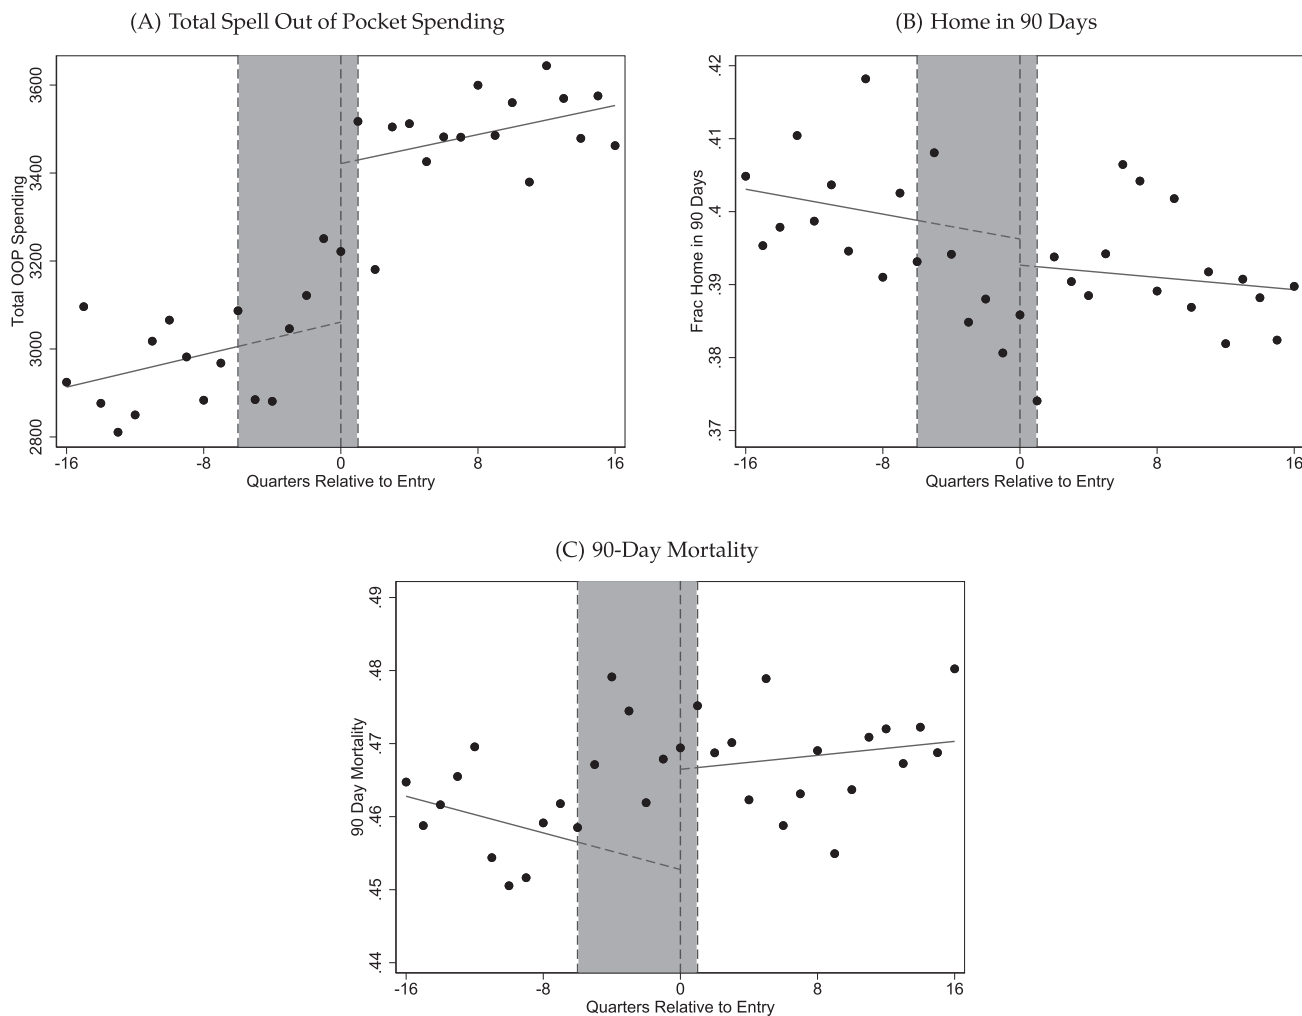 (A) Total Spell Out of Pocket Spending
Total OOP Spending
3600
3400
3200
3000
2800
-16 -8 0 8 16
Quarters Relative to Entry
(B) Home in 90 Days
Frac Home in 90 Days
.42
.41
.4
.39
.38
.37
-16 -8 0 8 16
Quarters Relative to Entry
(C) 90-Day Mortality
90 Day Mortality
.49
.48
.47
.46
.45
.44
-16 -8 0 8 16
Quarters Relative to Entry